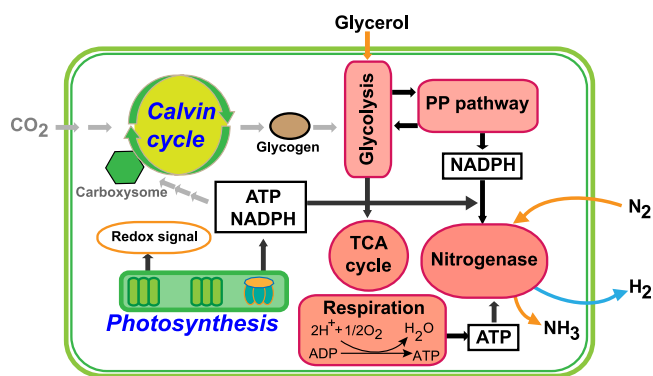 Glycerol
CO2
Calvin
cycle
Glycogen
Glycolysis
PP pathway
NADPH
Carboxysome
ATP
NADPH
Redox signal
TCA
cycle
Nitrogenase
N2
H2
NH3
Photosynthesis
Respiration
2H+ + 1/2O2
H2O
ADP
ATP
ATP